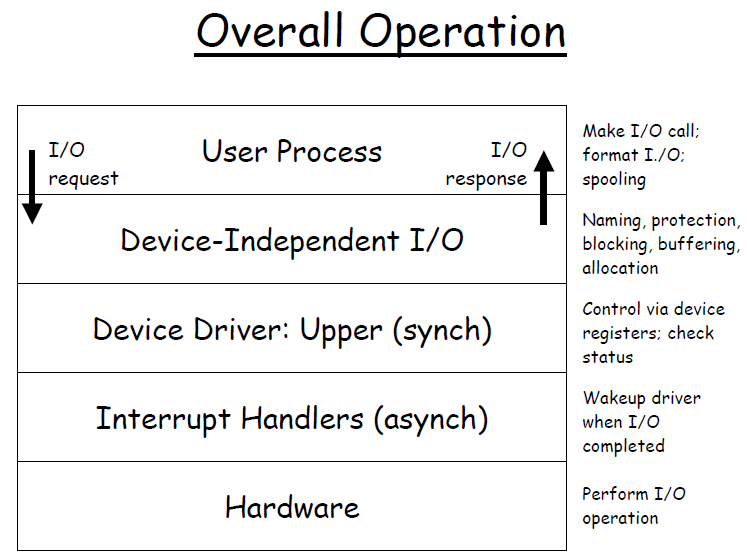 Overall Operation
I/O
request
User Process
I/O
response
Make I/O call;
format I./O;
spooling
Device-Independent I/O
Naming, protection,
blocking, buffering,
allocation
Device Driver: Upper (synch)
Control via device
registers; check
status
Interrupt Handlers (asynch)
Wakeup driver
when I/O
completed
Hardware
Perform I/O
operation